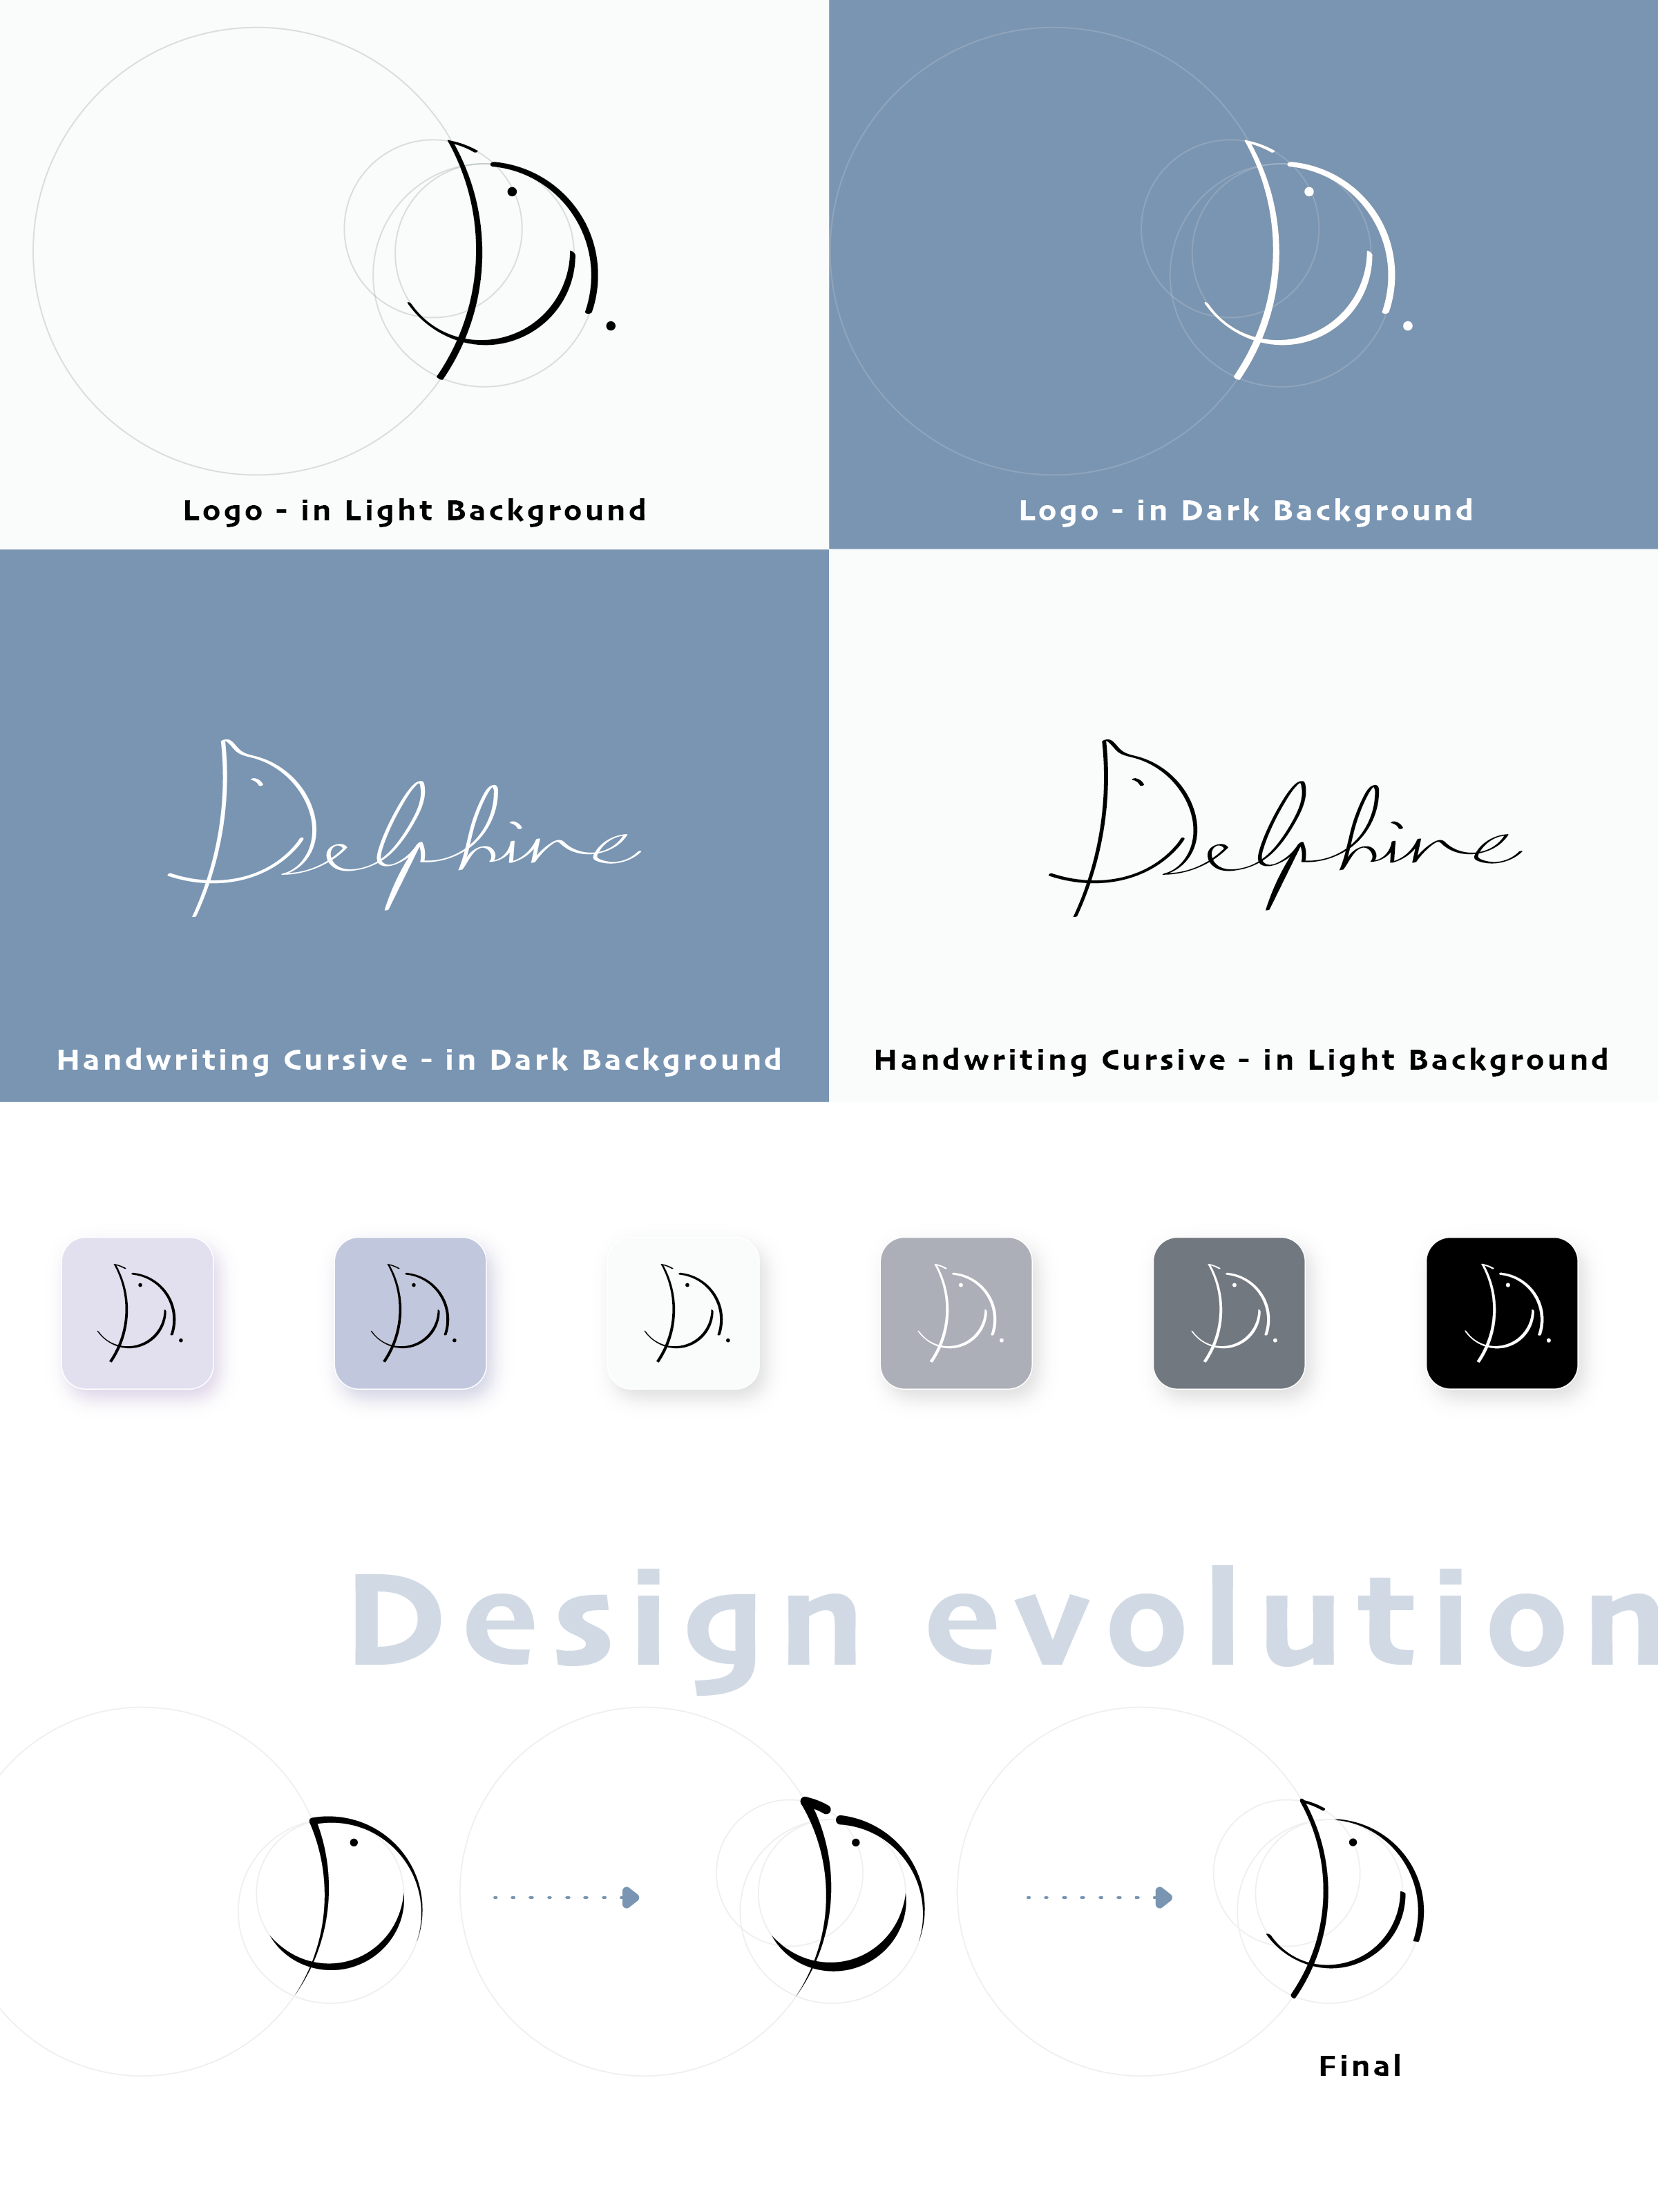 Logo - in Light Background
Logo - in Dark Background
Delphine
Handwriting Cursive - in Dark Background
Delphine
Handwriting Cursive - in Light Background
Design evolution
Final